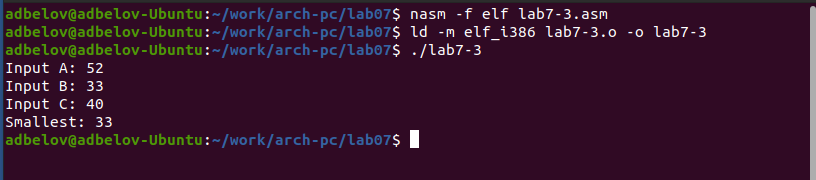 adbelov@adbelov-Ubuntu:~/work/arch-pc/lab07$ nasm -f elf lab7-3.asm
adbelov@adbelov-Ubuntu:~/work/arch-pc/lab07$ ld -m elf_i386 lab7-3.o -o lab7-3
adbelov@adbelov-Ubuntu:~/work/arch-pc/lab07$ ./lab7-3
Input A: 52
Input B: 33
Input C: 40
Smallest: 33
adbelov@adbelov-Ubuntu:~/work/arch-pc/lab07$